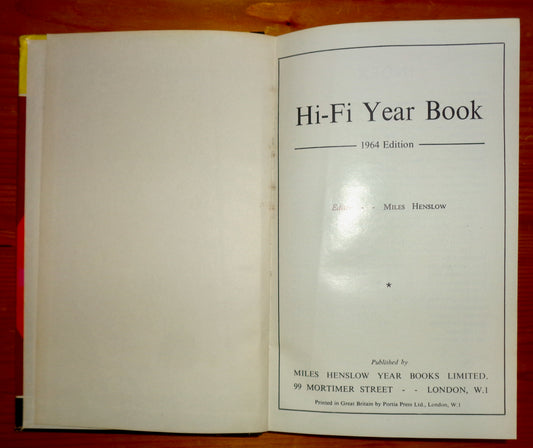 Hi-Fi Year Book
1964 Edition
- - MILES HENSLOW
*
Published by
MILES HENSLOW YEAR BOOKS LIMITED.
99 MORTIMER STREET - - LONDON, W.1
Printed in Great Britain by Portia Press Ltd., London, W.1